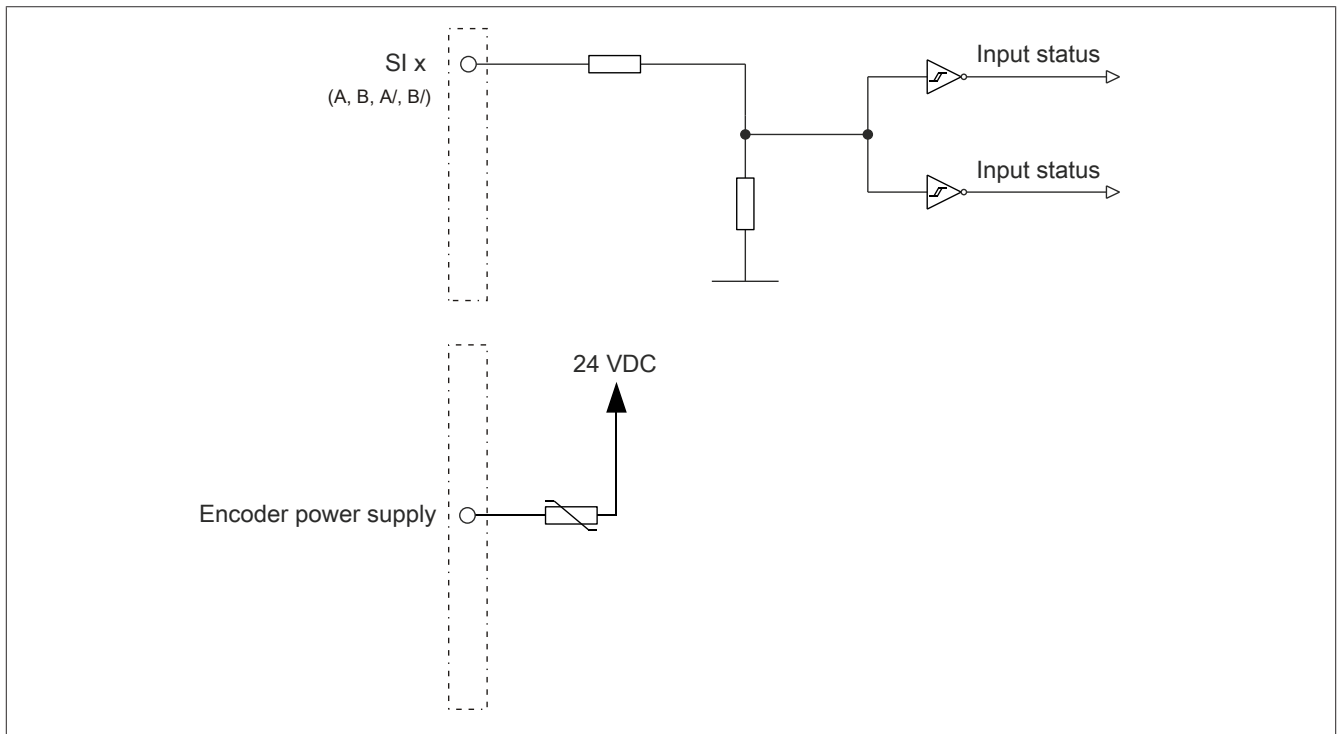 SI x
(A, B, A/, B/)
Input status
Input status
24 VDC
Encoder power supply